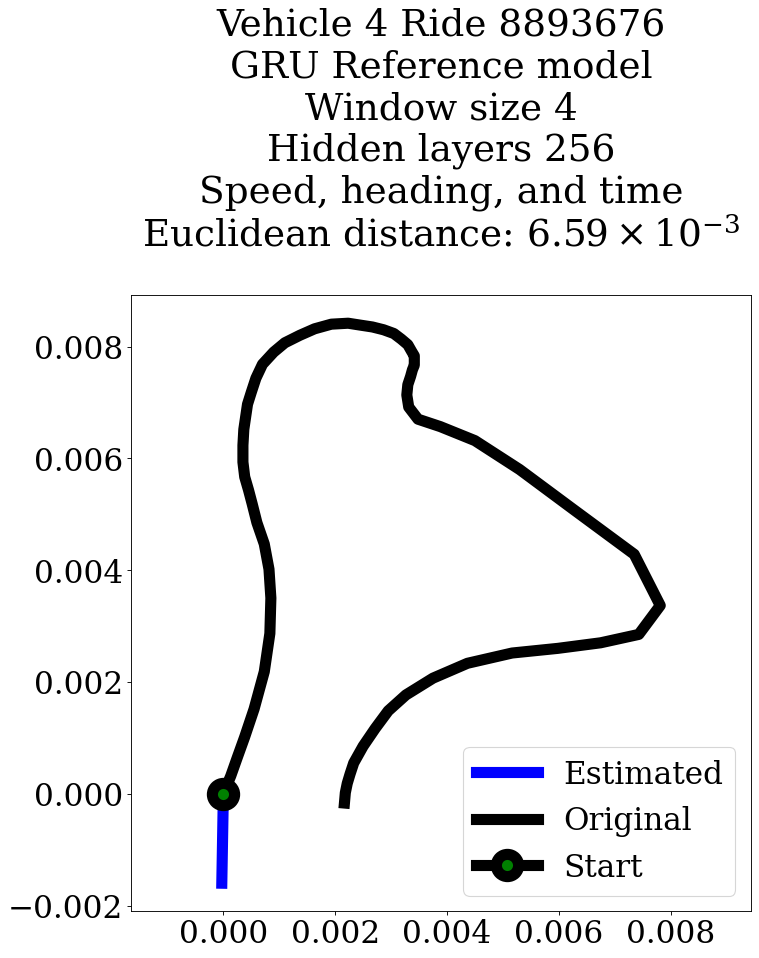 Vehicle 4 Ride 8893676
GRU Reference model
Window size 4
Hidden layers 256
Speed, heading, and time
Euclidean distance: 6.59 × 10⁻³
0.008
0.006
0.004
0.002
0.000
−0.002
0.000 0.002 0.004 0.006 0.008
Estimated
Original
Start